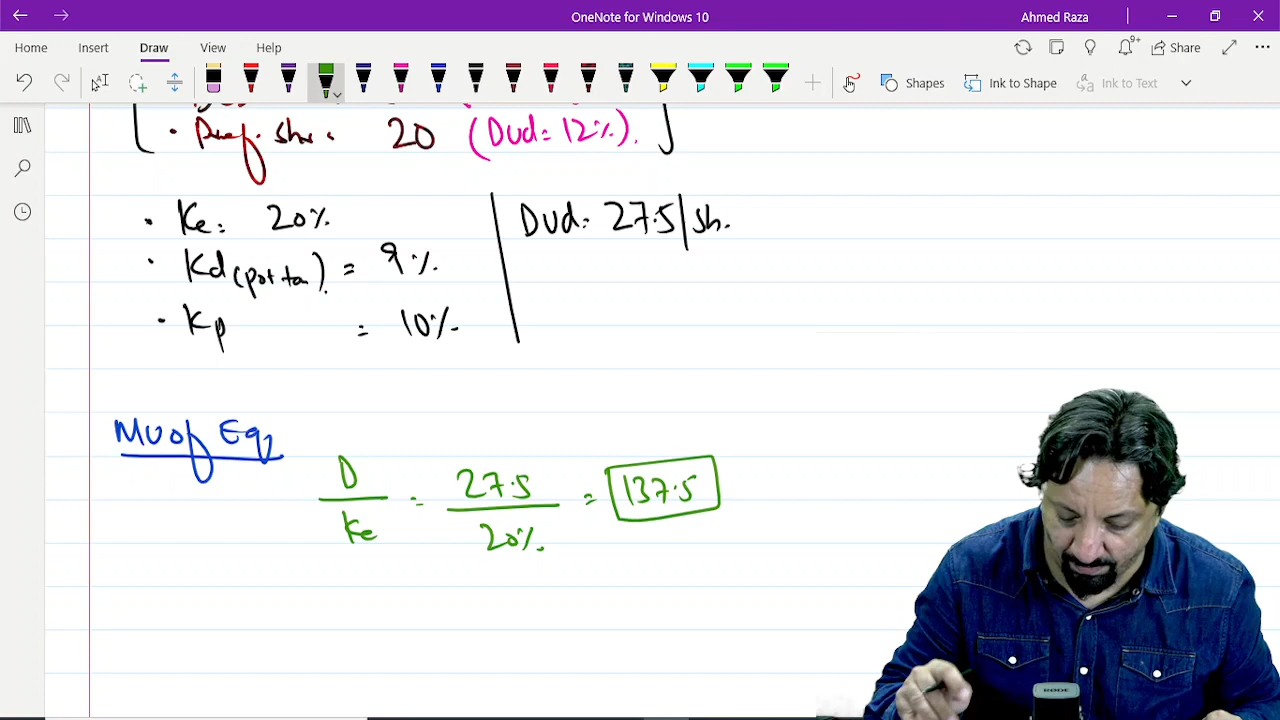 OneNote for Windows 10
Ahmed Raza
Home Insert Draw View Help
9+
Share
Shapes
Ink to Shape
Ink to Text
• Pref. Shr. 20 (Dvd = 12%).
• Ke: 20%
Dvd: 27.5/sh.
• Kd (post tax) = 9%.
• Kp = 10%.
MV of Eq
D / Ke = 27.5 / 20% = 137.5
RODE